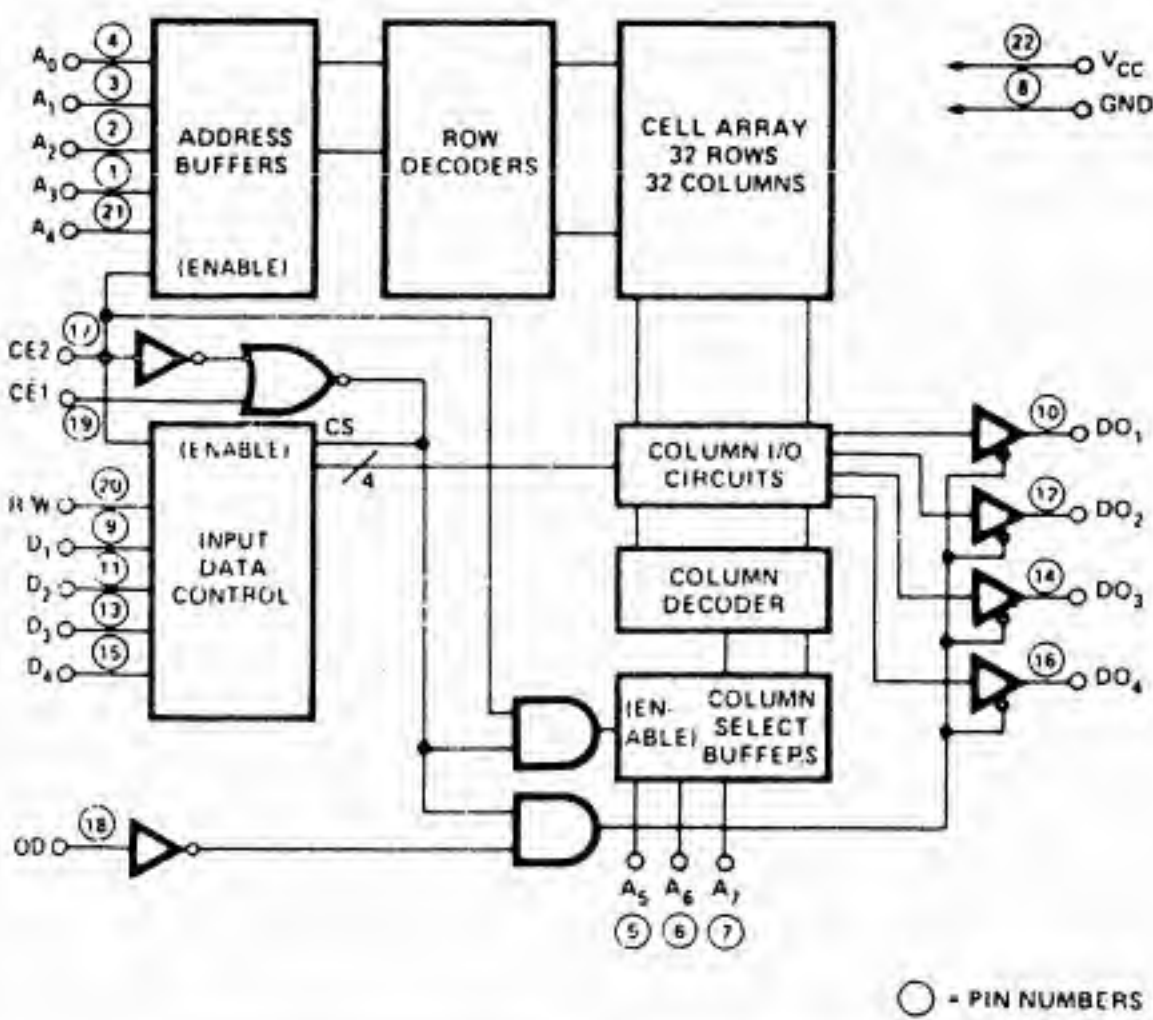 A0 4
A1 3
A2 2
A3 1
A4 21
ADDRESS
BUFFERS
(ENABLE)
ROW
DECODERS
CELL ARRAY
32 ROWS
32 COLUMNS
22 VCC
8 GND
CE2 17
CE1
19
CS
4
(ENABLE)
INPUT
DATA
CONTROL
R W 20
D1 9
D2 11
D3 13
D4 15
COLUMN I/O
CIRCUITS
COLUMN
DECODER
(EN-
ABLE)
COLUMN
SELECT
BUFFERS
10 DO1
DO2
14 DO3
16 DO4
OD 18
A5 A6 A7
5 6 7
= PIN NUMBERS